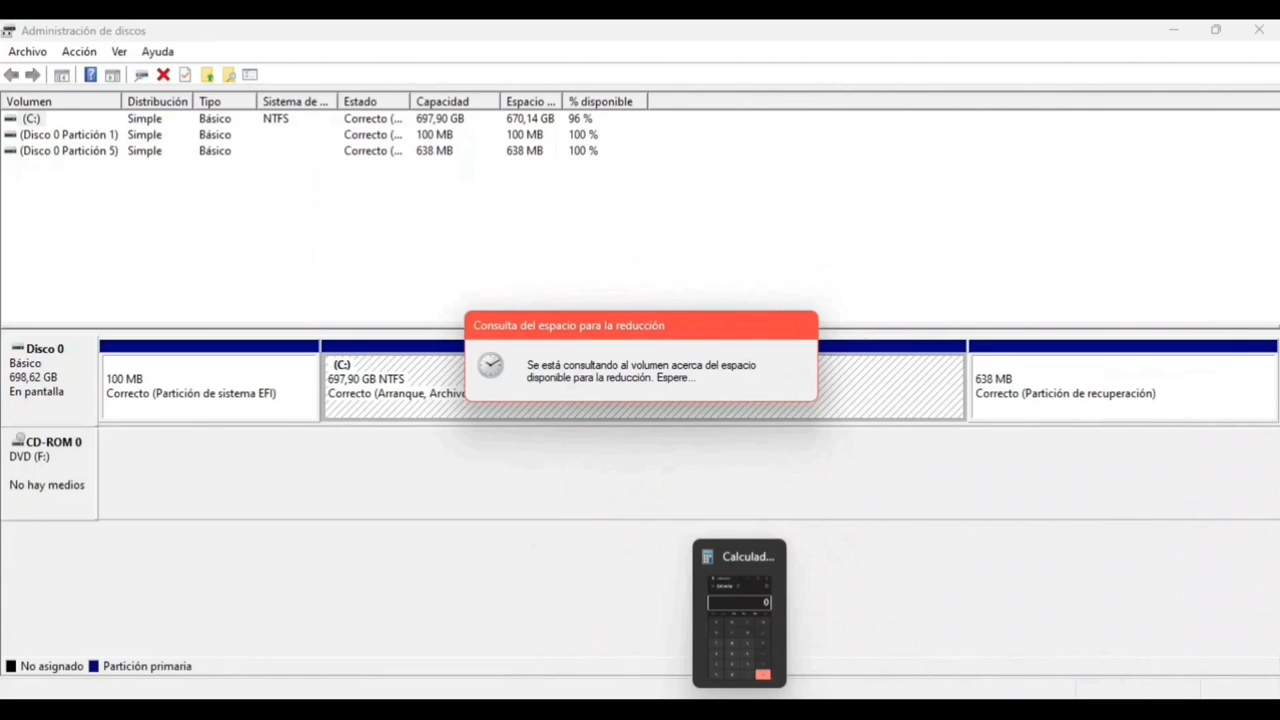 Administración de discos
Archivo Acción Ver Ayuda
Volumen Distribución Tipo Sistema de ... Estado Capacidad Espacio ... % disponible
(C:) Simple Básico NTFS Correcto (... 697,90 GB 670,14 GB 96 %
(Disco 0 Partición 1) Simple Básico Correcto (... 100 MB 100 MB 100 %
(Disco 0 Partición 5) Simple Básico Correcto (... 638 MB 638 MB 100 %
Consulta del espacio para la reducción
Se está consultando al volumen acerca del espacio
disponible para la reducción. Espere...
Disco 0
Básico
698,62 GB
En pantalla
100 MB
Correcto (Partición de sistema EFI)
(C:)
697,90 GB NTFS
Correcto (Arranque, Archivo
638 MB
Correcto (Partición de recuperación)
CD-ROM 0
DVD (F:)
No hay medios
Calculad...
0
No asignado Partición primaria